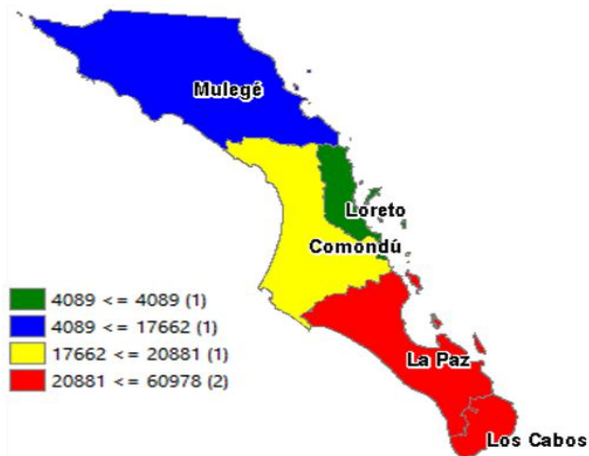 Mulegé
Loreto
Comondú
4089 <= 4089 (1)
4089 <= 17662 (1)
17662 <= 20881 (1)
20881 <= 60978 (2)
La Paz
Los Cabos